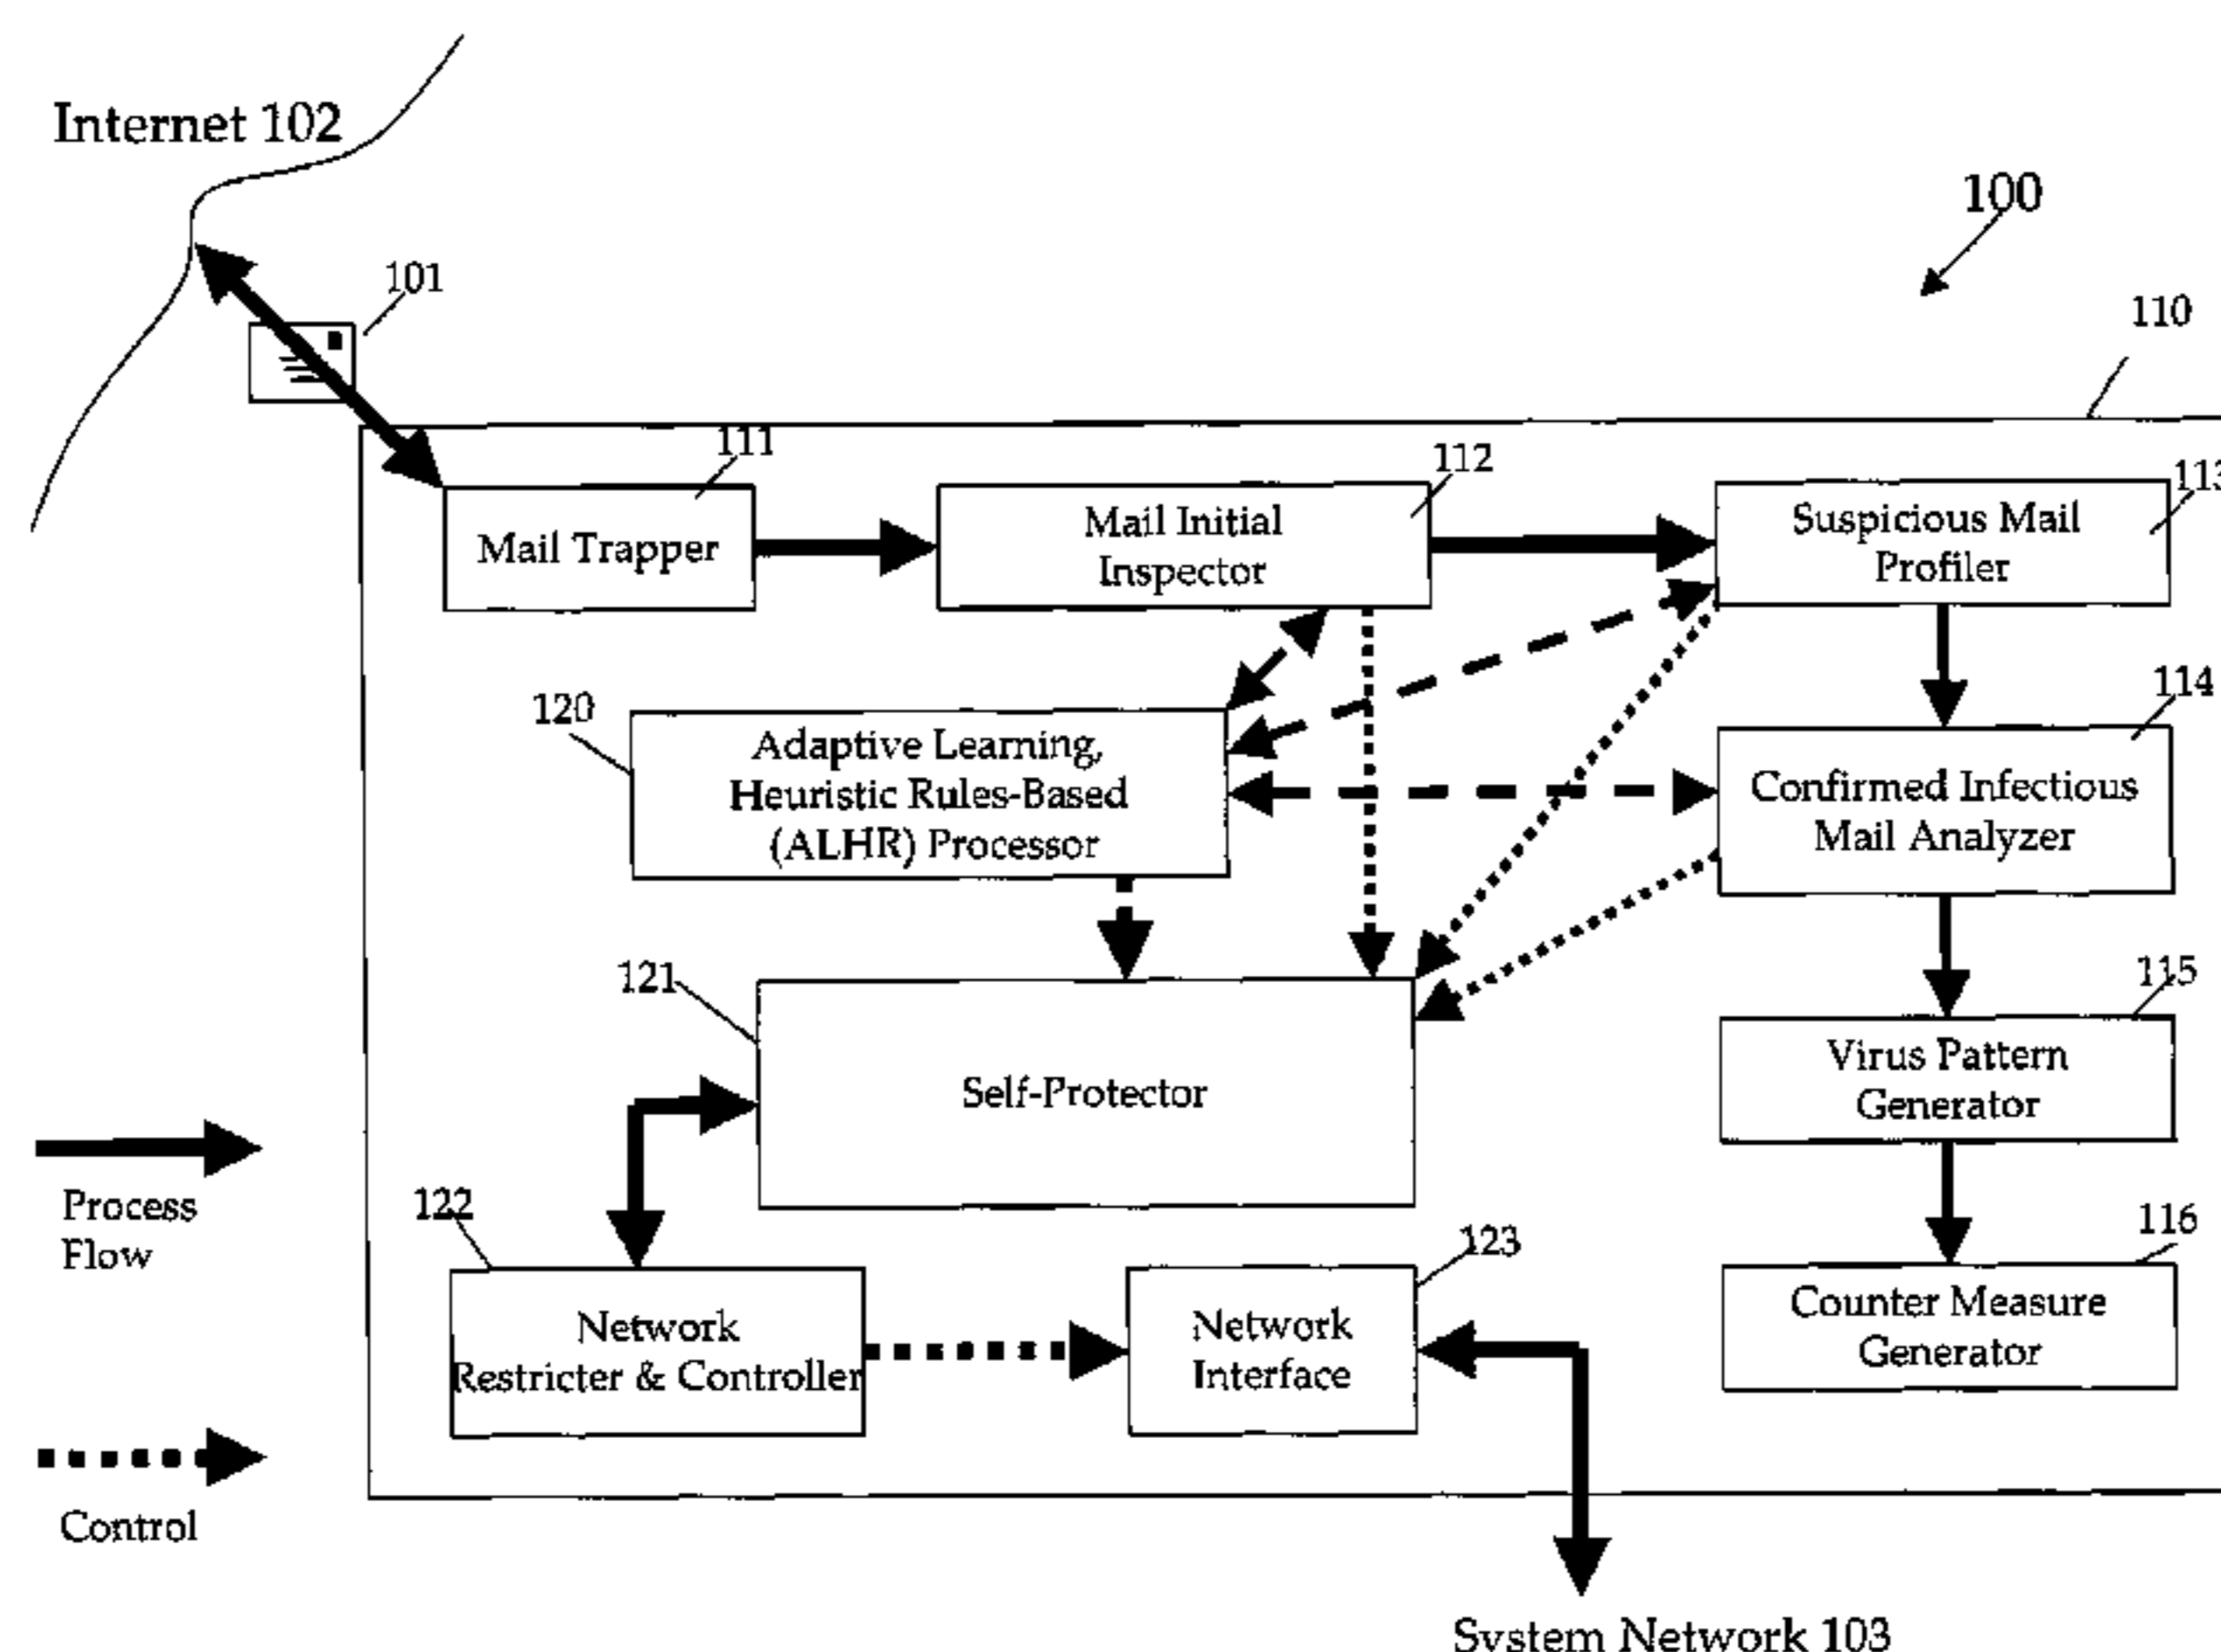 Internet 102
100
101
110
111
112
113
Mail Trapper
Mail Initial
Inspector
Suspicious Mail
Profiler
120
114
Adaptive Learning,
Heuristic Rules-Based
(ALHR) Processor
Confirmed Infectious
Mail Analyzer
121
115
Self-Protector
Virus Pattern
Generator
Process
Flow
122
123
116
Network
Restricter & Controller
Network
Interface
Counter Measure
Generator
Control
System Network 103